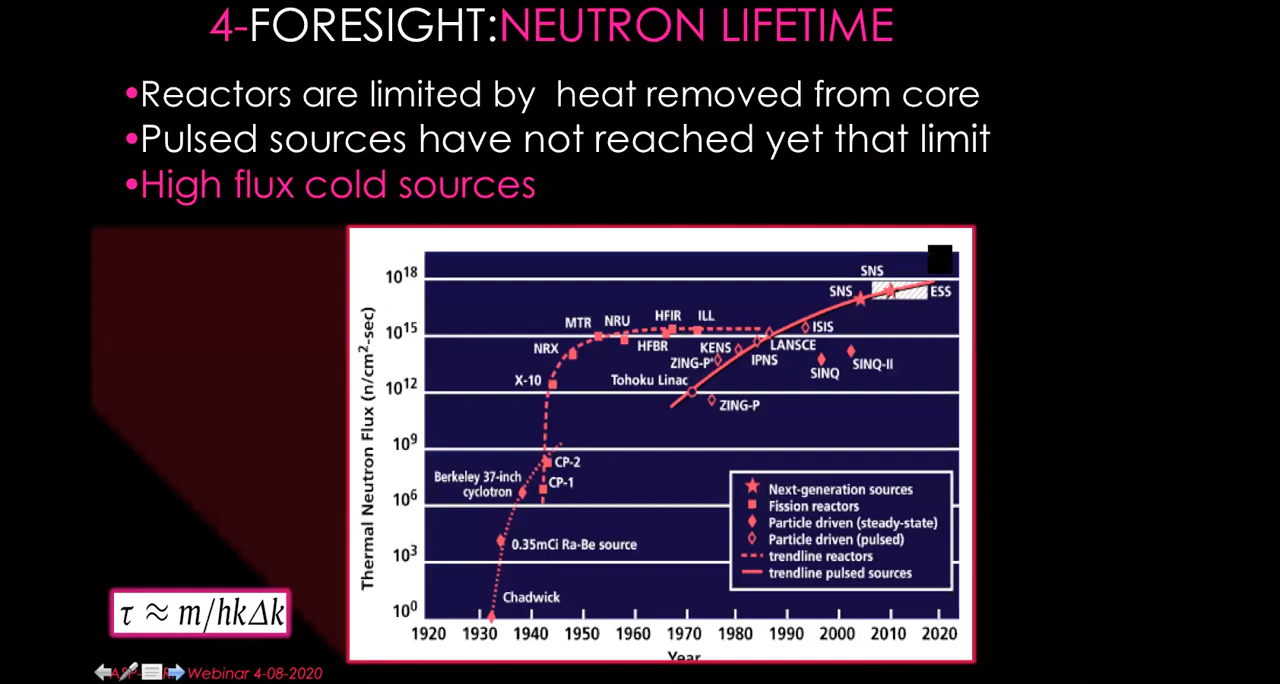 4-FORESIGHT:NEUTRON LIFETIME
•Reactors are limited by heat removed from core
•Pulsed sources have not reached yet that limit
•High flux cold sources
Thermal Neutron Flux (n/cm²-sec)
10¹⁸
10¹⁵
10¹²
10⁹
10⁶
10³
10⁰
SNS
SNS
ESS
MTR
NRU
HFIR
ILL
ISIS
NRX
HFBR
KENS
LANSCE
ZING-P'
IPNS
SINQ
SINQ-II
X-10
Tohoku Linac
ZING-P
CP-2
Berkeley 37-inch
cyclotron
CP-1
0.35mCi Ra-Be source
Chadwick
Next-generation sources
Fission reactors
Particle driven (steady-state)
Particle driven (pulsed)
trendline reactors
trendline pulsed sources
1920 1930 1940 1950 1960 1970 1980 1990 2000 2010 2020
Year
τ ≈ m/hkΔk
Webinar 4-08-2020